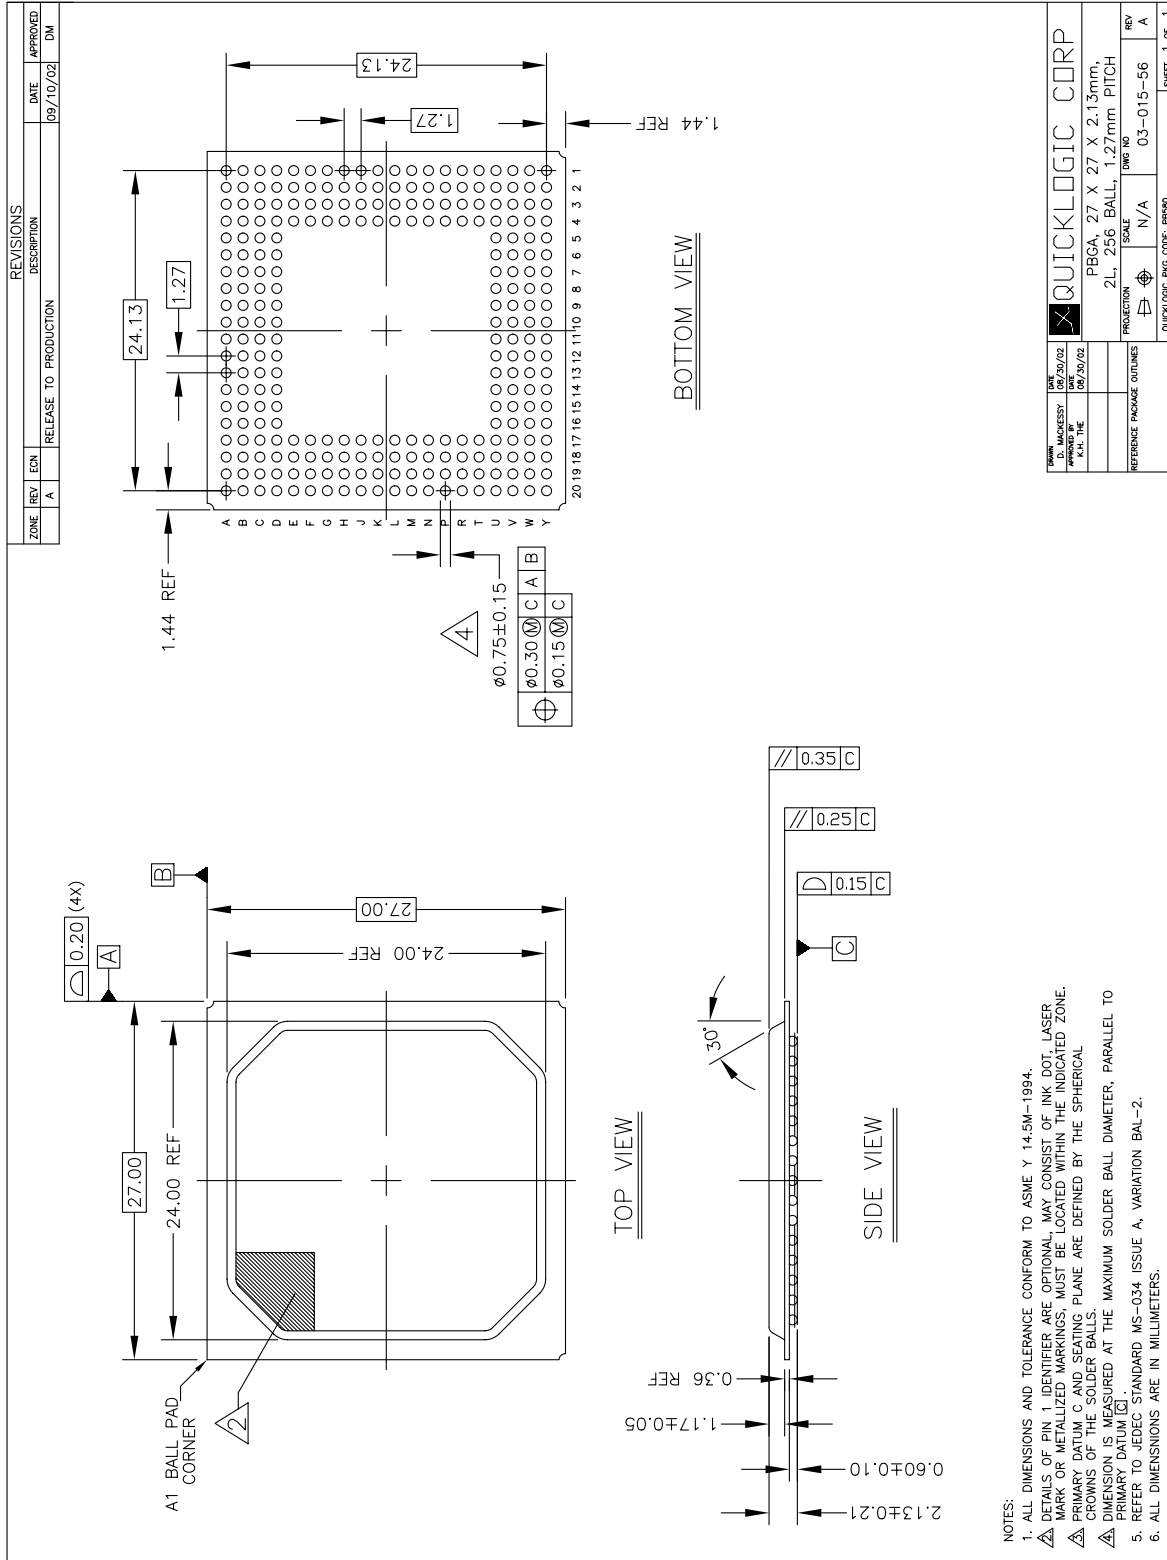 REVISIONS
ZONE REV ECN DESCRIPTION DATE APPROVED
A RELEASE TO PRODUCTION 09/10/02 DM
0.20 (4X)
A
B
27.00
24.00 REF
27.00
24.00 REF
A1 BALL PAD
CORNER
2
TOP VIEW
1.44 REF
24.13
1.27
24.13
1.27
1.44 REF
A
B
C
D
E
F
G
H
J
K
L
M
N
P
R
T
U
V
W
Y
20 19 18 17 16 15 14 13 12 11 10 9 8 7 6 5 4 3 2 1
4
ø0.75±0.15
ø0.30 M C A B
ø0.15 M C
BOTTOM VIEW
30°
// 0.35 C
// 0.25 C
0.15 C
C
0.36 REF
1.17±0.05
0.60±0.10
2.13±0.21
SIDE VIEW
NOTES:
1. ALL DIMENSIONS AND TOLERANCE CONFORM TO ASME Y 14.5M-1994.
2 DETAILS OF PIN 1 IDENTIFIER ARE OPTIONAL, MAY CONSIST OF INK DOT, LASER
MARK OR METALLIZED MARKINGS, MUST BE LOCATED WITHIN THE INDICATED ZONE.
3 PRIMARY DATUM C AND SEATING PLANE ARE DEFINED BY THE SPHERICAL
CROWNS OF THE SOLDER BALLS.
4 DIMENSION IS MEASURED AT THE MAXIMUM SOLDER BALL DIAMETER, PARALLEL TO
PRIMARY DATUM C.
5. REFER TO JEDEC STANDARD MS-034 ISSUE A, VARIATION BAL-2.
6. ALL DIMENSNIONS ARE IN MILLIMETERS.
DRAWN DATE
D. MACKESSY 08/30/02
APPROVED BY DATE
K.H. THE 08/30/02
REFERENCE PACKAGE OUTLINES
QUICKLOGIC CORP
PBGA, 27 X 27 X 2.13mm,
2L, 256 BALL, 1.27mm PITCH
PROJECTION SCALE DWG NO REV
N/A 03-015-56 A
QUICKLOGIC PKG CODE: PB580 SHEET 1 OF 1